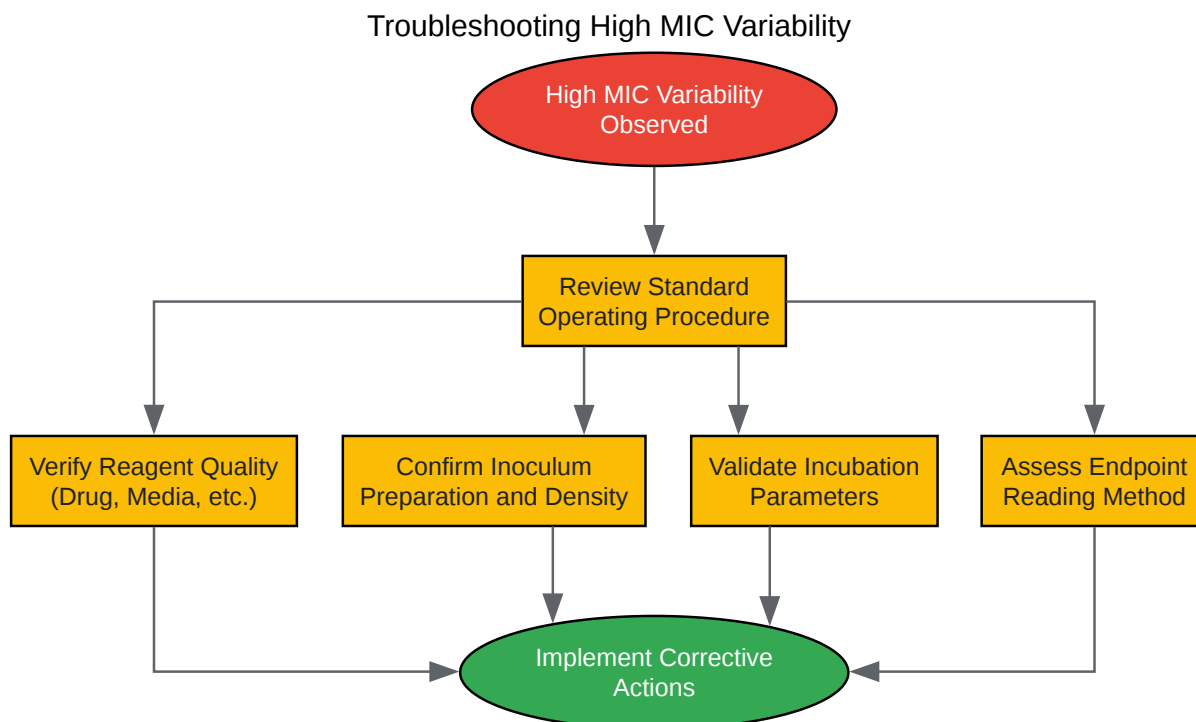 Troubleshooting High MIC Variability
High MIC Variability
Observed
Review Standard
Operating Procedure
Verify Reagent Quality
(Drug, Media, etc.)
Confirm Inoculum
Preparation and Density
Validate Incubation
Parameters
Assess Endpoint
Reading Method
Implement Corrective
Actions